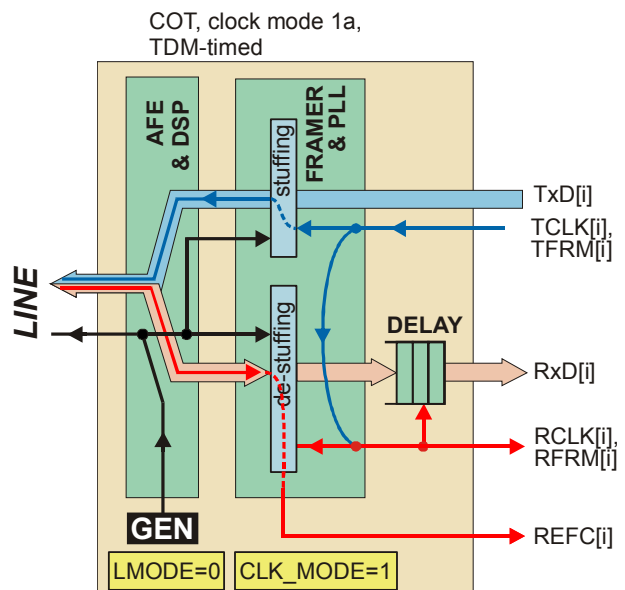 COT, clock mode 1a,
TDM-timed
AFE
& DSP
FRAMER
& PLL
stuffing
TxD[i]
TCLK[i],
TFRM[i]
LINE
de-stuffing
DELAY
RxD[i]
RCLK[i],
RFRM[i]
GEN
REFC[i]
LMODE=0
CLK_MODE=1